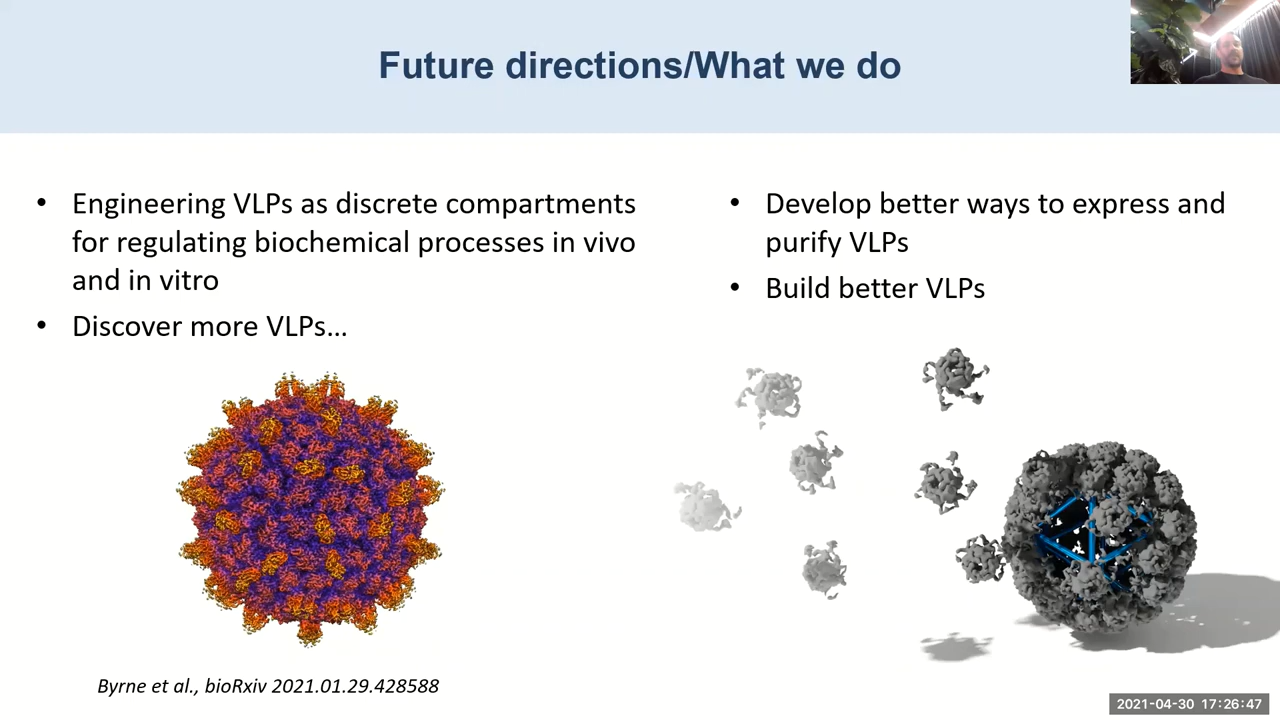 Future directions/What we do
• Engineering VLPs as discrete compartments
for regulating biochemical processes in vivo
and in vitro
• Discover more VLPs…
• Develop better ways to express and
purify VLPs
• Build better VLPs
Byrne et al., bioRxiv 2021.01.29.428588
2021-04-30 17:26:47